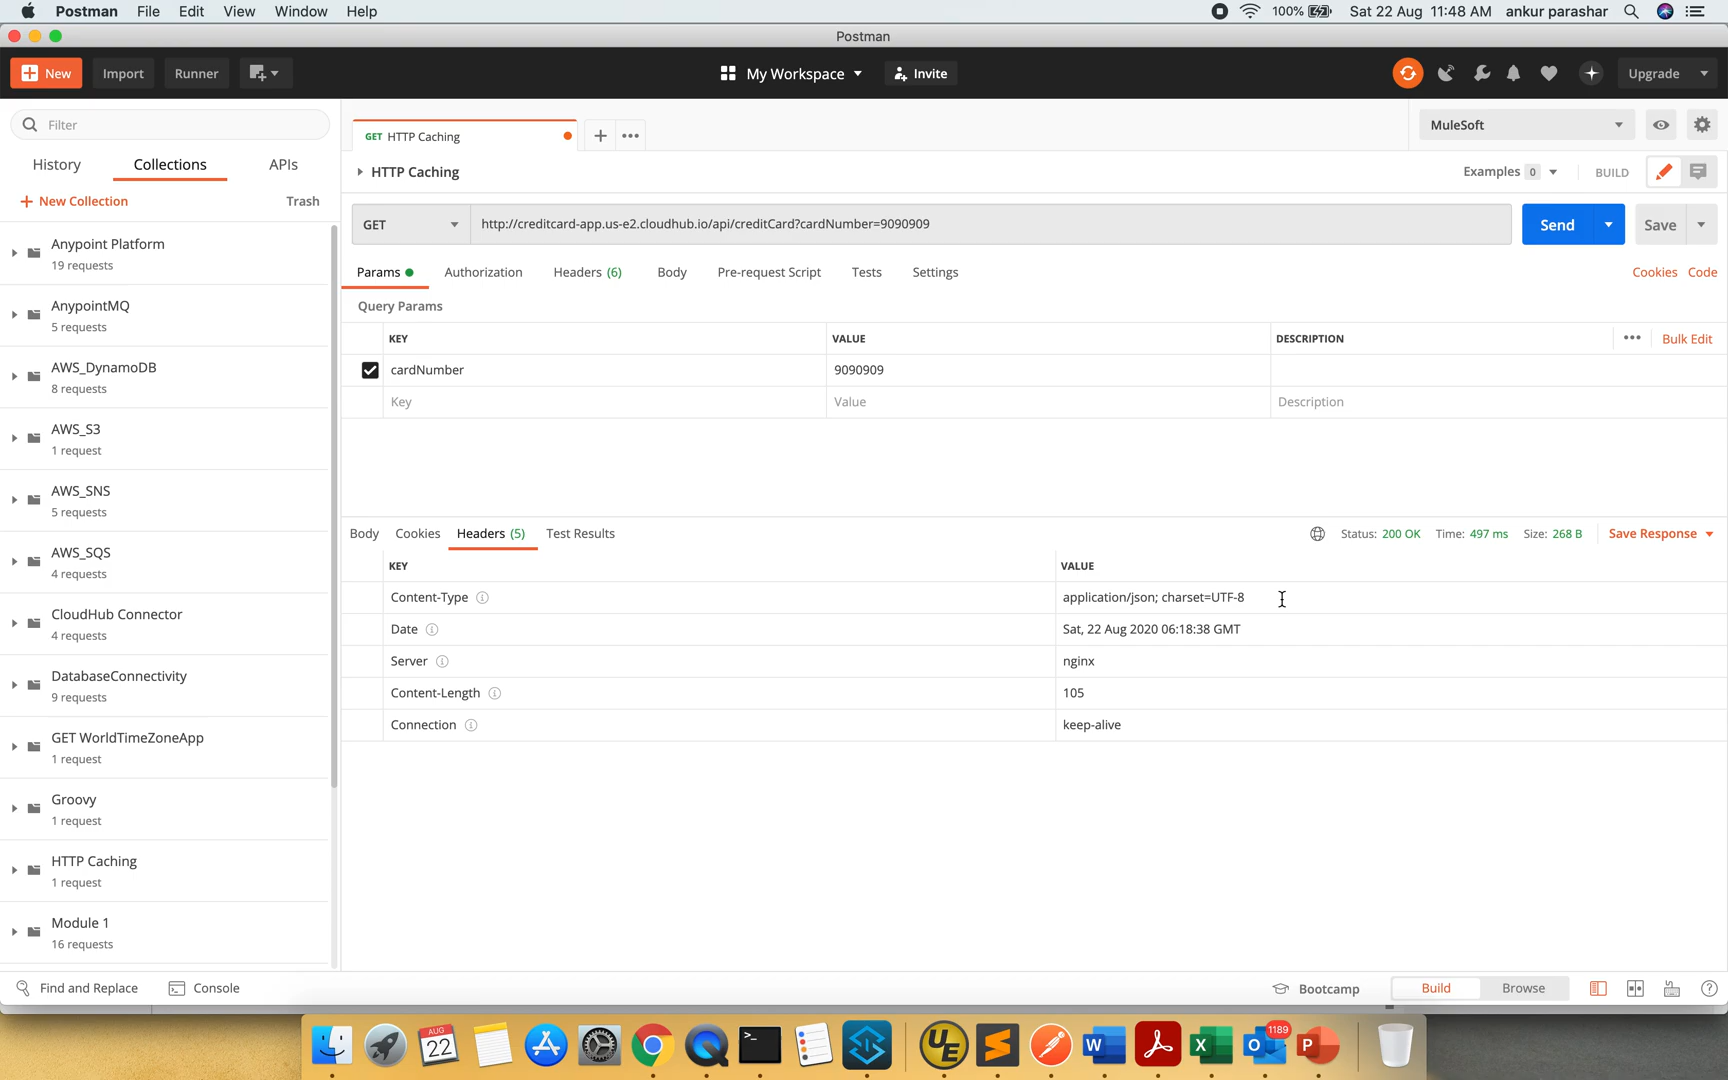 Postman File Edit View Window Help 100% Sat 22 Aug 11:48 AM ankur parashar
Postman
New Import Runner My Workspace Invite Upgrade
Filter
GET HTTP Caching
MuleSoft
History Collections APIs
HTTP Caching
Examples 0 BUILD
New Collection Trash
GET http://creditcard-app.us-e2.cloudhub.io/api/creditCard?cardNumber=9090909 Send Save
Params Authorization Headers (6) Body Pre-request Script Tests Settings Cookies Code
Query Params
KEY VALUE DESCRIPTION Bulk Edit
cardNumber 9090909
Key Value Description
Body Cookies Headers (5) Test Results Status: 200 OK Time: 497 ms Size: 268 B Save Response
KEY VALUE
Content-Type application/json; charset=UTF-8
Date Sat, 22 Aug 2020 06:18:38 GMT
Server nginx
Content-Length 105
Connection keep-alive
Anypoint Platform
19 requests
AnypointMQ
5 requests
AWS_DynamoDB
8 requests
AWS_S3
1 request
AWS_SNS
5 requests
AWS_SQS
4 requests
CloudHub Connector
4 requests
DatabaseConnectivity
9 requests
GET WorldTimeZoneApp
1 request
Groovy
1 request
HTTP Caching
1 request
Module 1
16 requests
Find and Replace Console Bootcamp Build Browse
AUG
22
>_
UE
W
X
1189
O
P